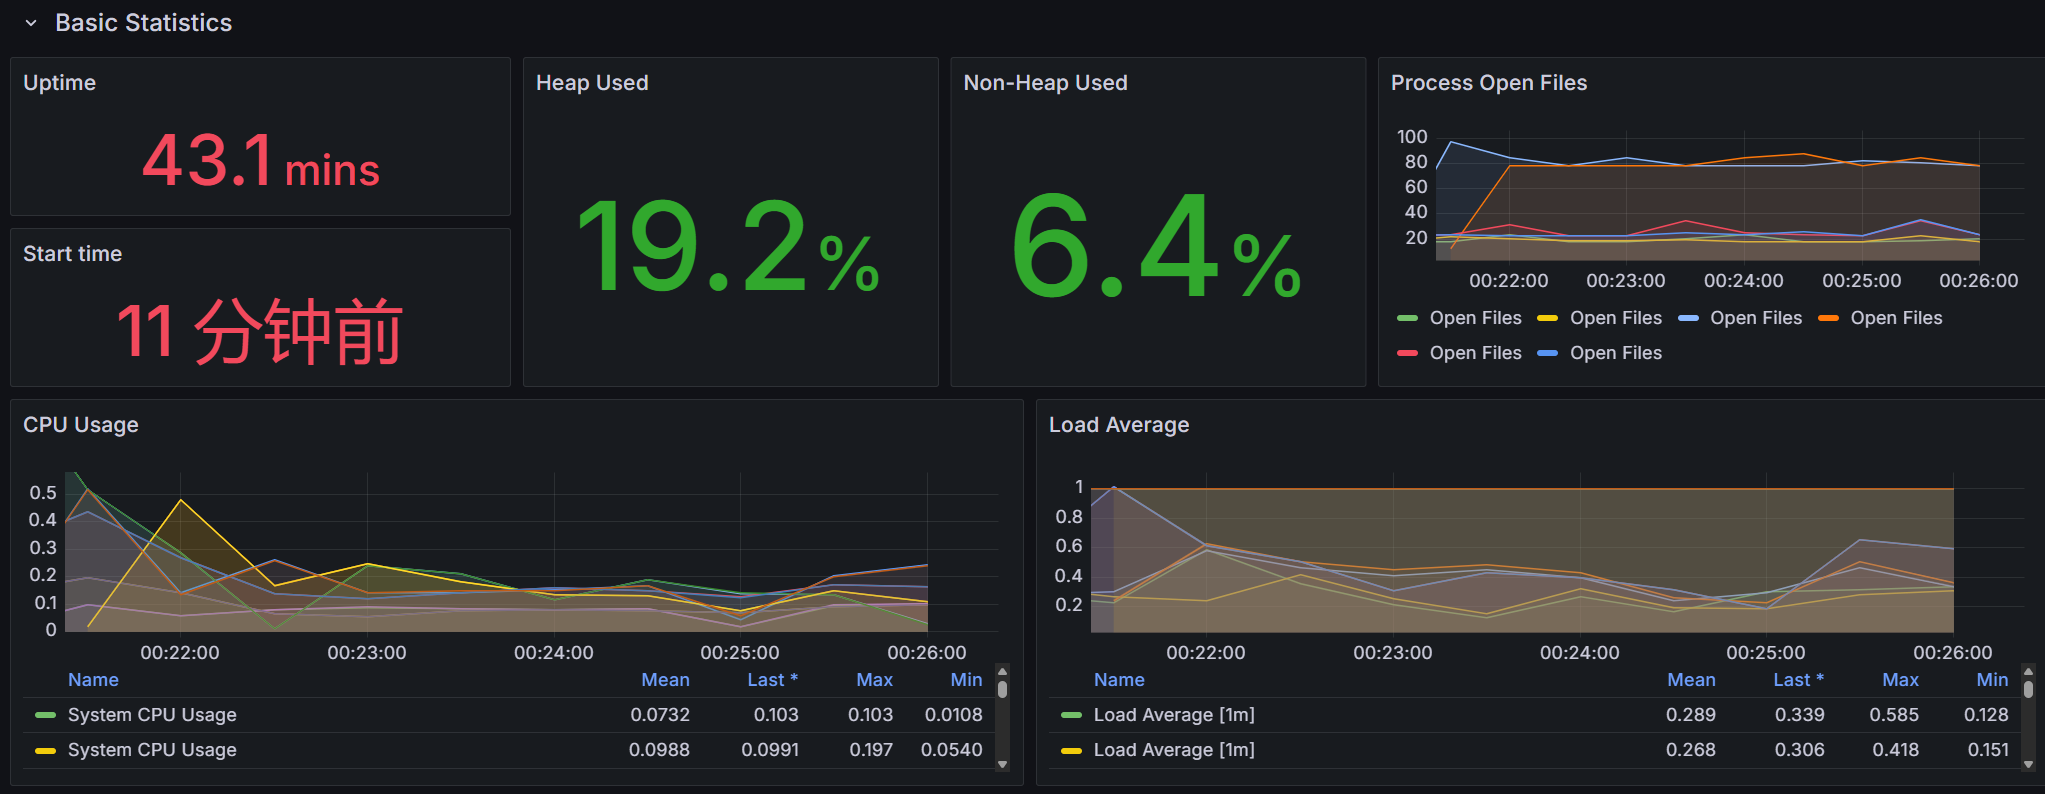 Basic Statistics
Uptime
43.1 mins
Start time
11 分钟前
Heap Used
19.2%
Non-Heap Used
6.4%
Process Open Files
100
80
60
40
20
00:22:00 00:23:00 00:24:00 00:25:00 00:26:00
Open Files Open Files Open Files Open Files
Open Files Open Files
CPU Usage
0.5
0.4
0.3
0.2
0.1
0
00:22:00 00:23:00 00:24:00 00:25:00 00:26:00
Name Mean Last * Max Min
System CPU Usage 0.0732 0.103 0.103 0.0108
System CPU Usage 0.0988 0.0991 0.197 0.0540
Load Average
1
0.8
0.6
0.4
0.2
00:22:00 00:23:00 00:24:00 00:25:00 00:26:00
Name Mean Last * Max Min
Load Average [1m] 0.289 0.339 0.585 0.128
Load Average [1m] 0.268 0.306 0.418 0.151